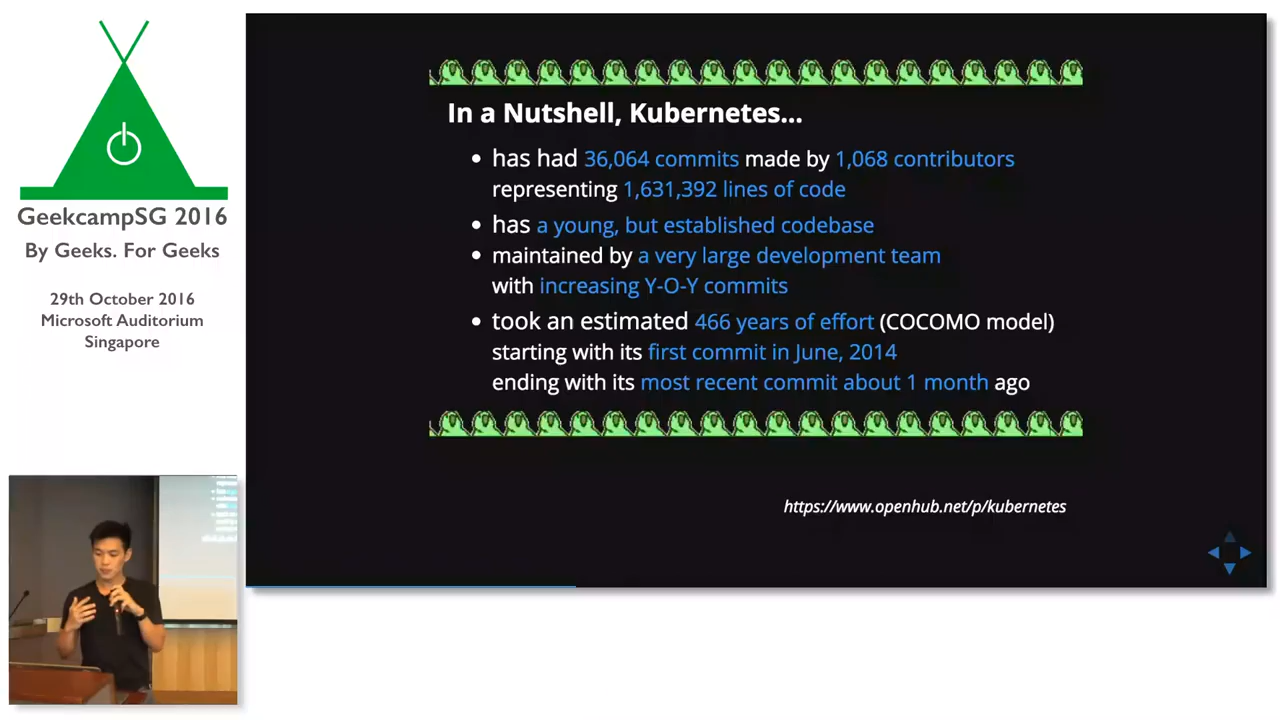 GeekcampSG 2016
By Geeks. For Geeks
29th October 2016
Microsoft Auditorium
Singapore
In a Nutshell, Kubernetes...
has had 36,064 commits made by 1,068 contributors
representing 1,631,392 lines of code
has a young, but established codebase
maintained by a very large development team
with increasing Y-O-Y commits
took an estimated 466 years of effort (COCOMO model)
starting with its first commit in June, 2014
ending with its most recent commit about 1 month ago
https://www.openhub.net/p/kubernetes